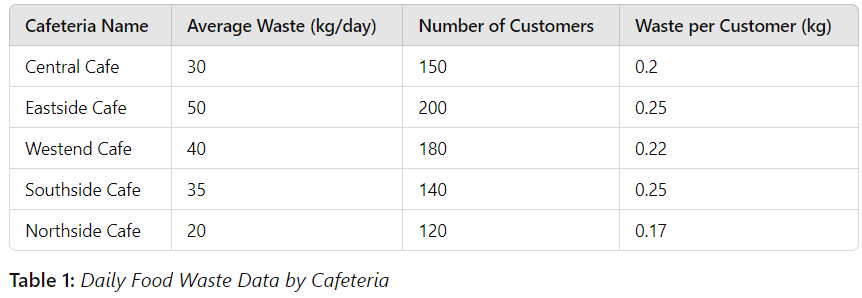 Cafeteria Name Average Waste (kg/day) Number of Customers Waste per Customer (kg)
Central Cafe 30 150 0.2
Eastside Cafe 50 200 0.25
Westend Cafe 40 180 0.22
Southside Cafe 35 140 0.25
Northside Cafe 20 120 0.17
Table 1: Daily Food Waste Data by Cafeteria